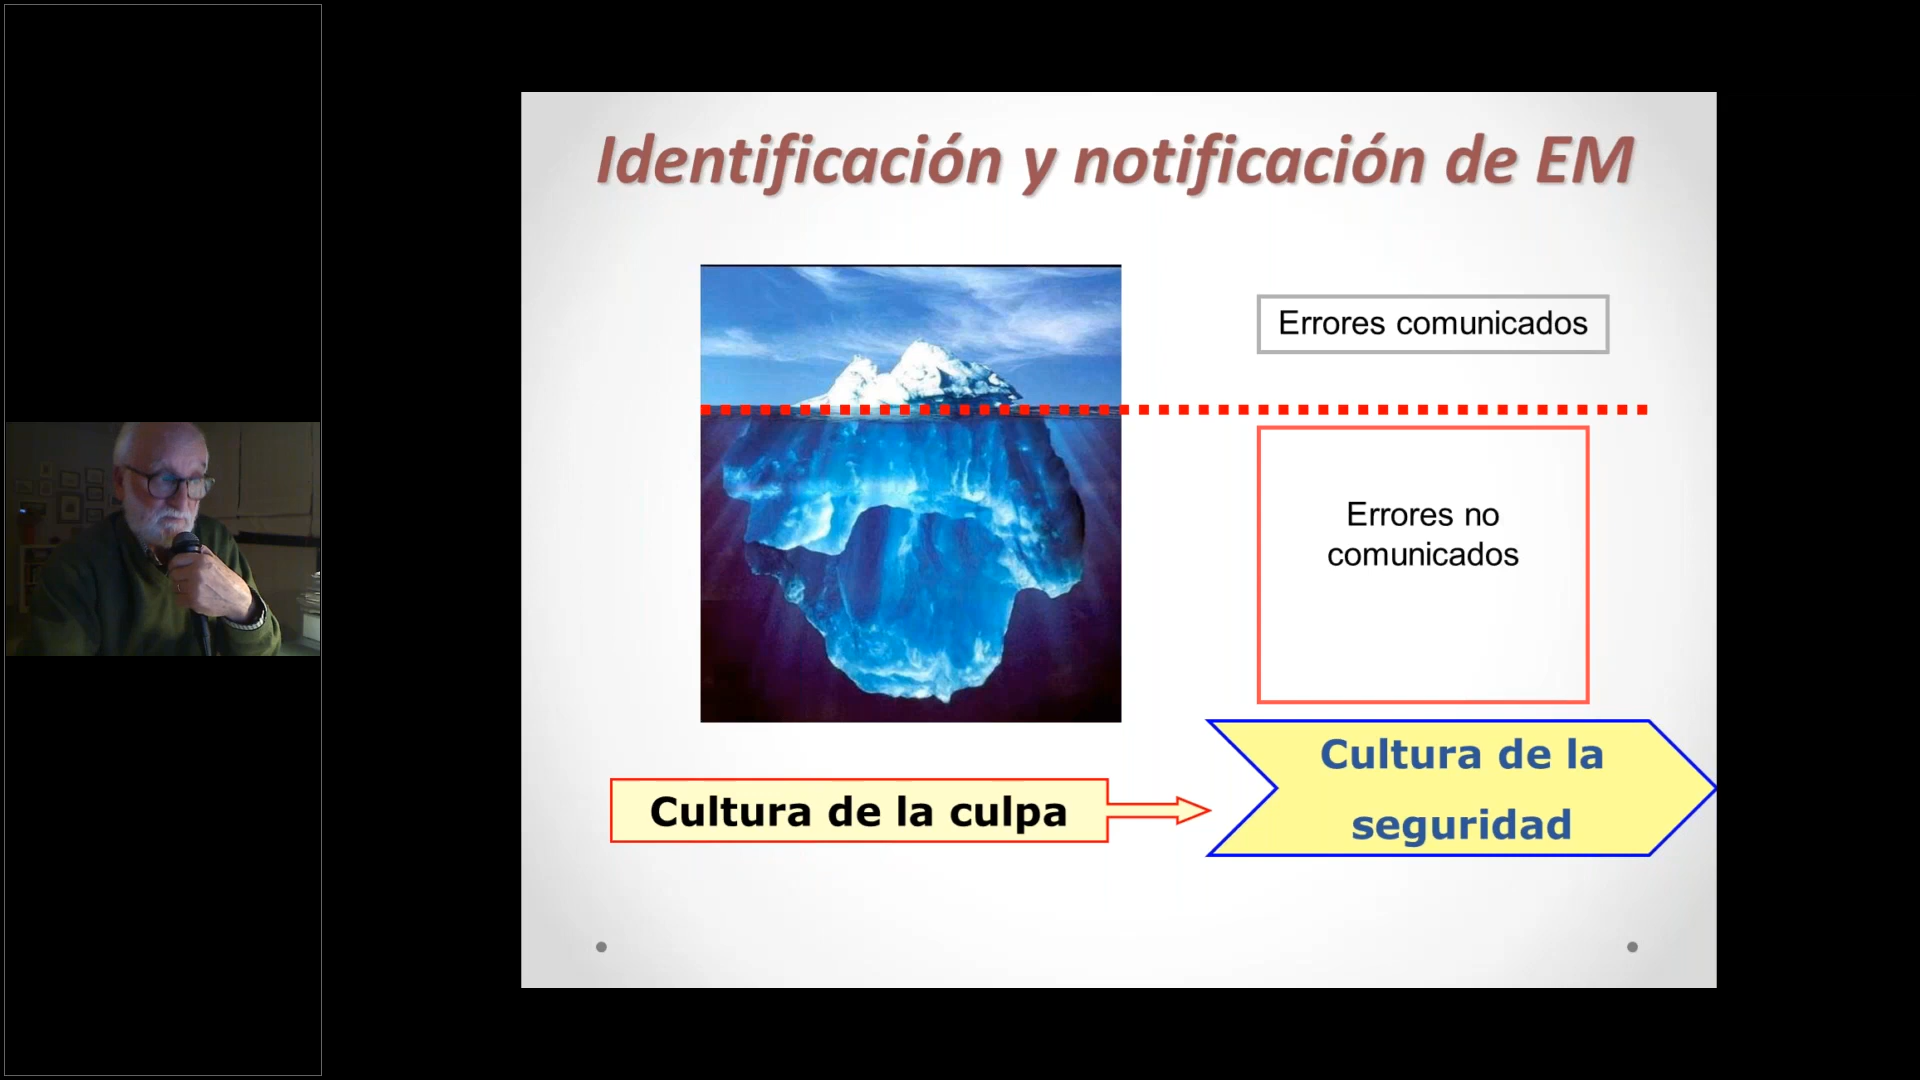 Identificación y notificación de EM
Errores comunicados
Errores no
comunicados
Cultura de la culpa
Cultura de la
seguridad